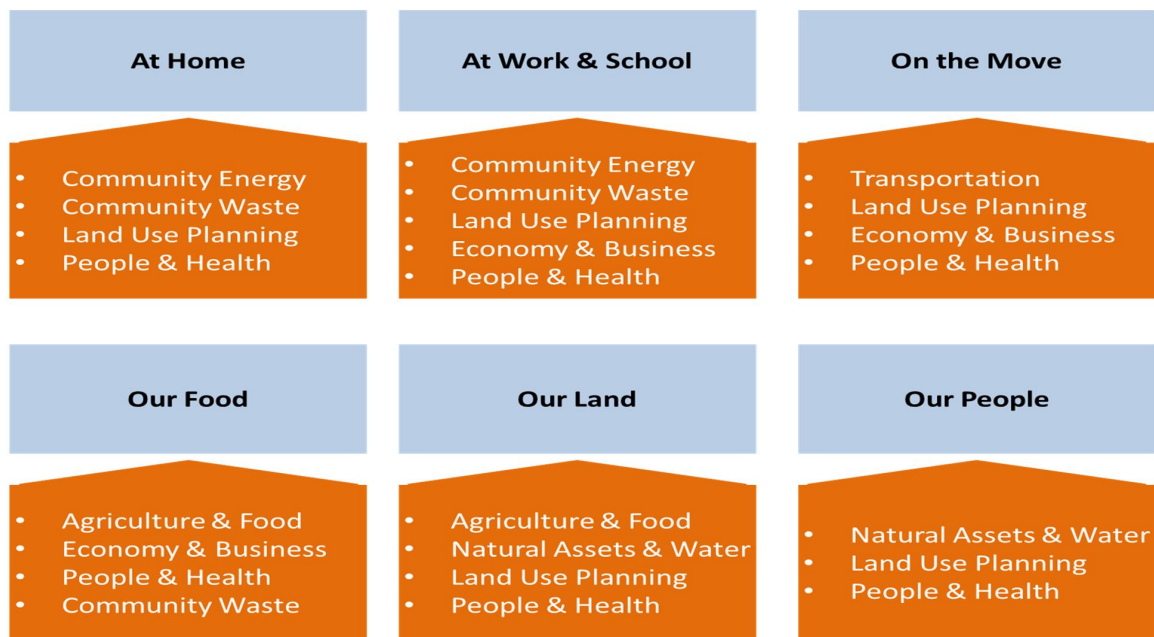 At Home
• Community Energy
• Community Waste
• Land Use Planning
• People & Health
At Work & School
• Community Energy
• Community Waste
• Land Use Planning
• Economy & Business
• People & Health
On the Move
• Transportation
• Land Use Planning
• Economy & Business
• People & Health
Our Food
• Agriculture & Food
• Economy & Business
• People & Health
• Community Waste
Our Land
• Agriculture & Food
• Natural Assets & Water
• Land Use Planning
• People & Health
Our People
• Natural Assets & Water
• Land Use Planning
• People & Health